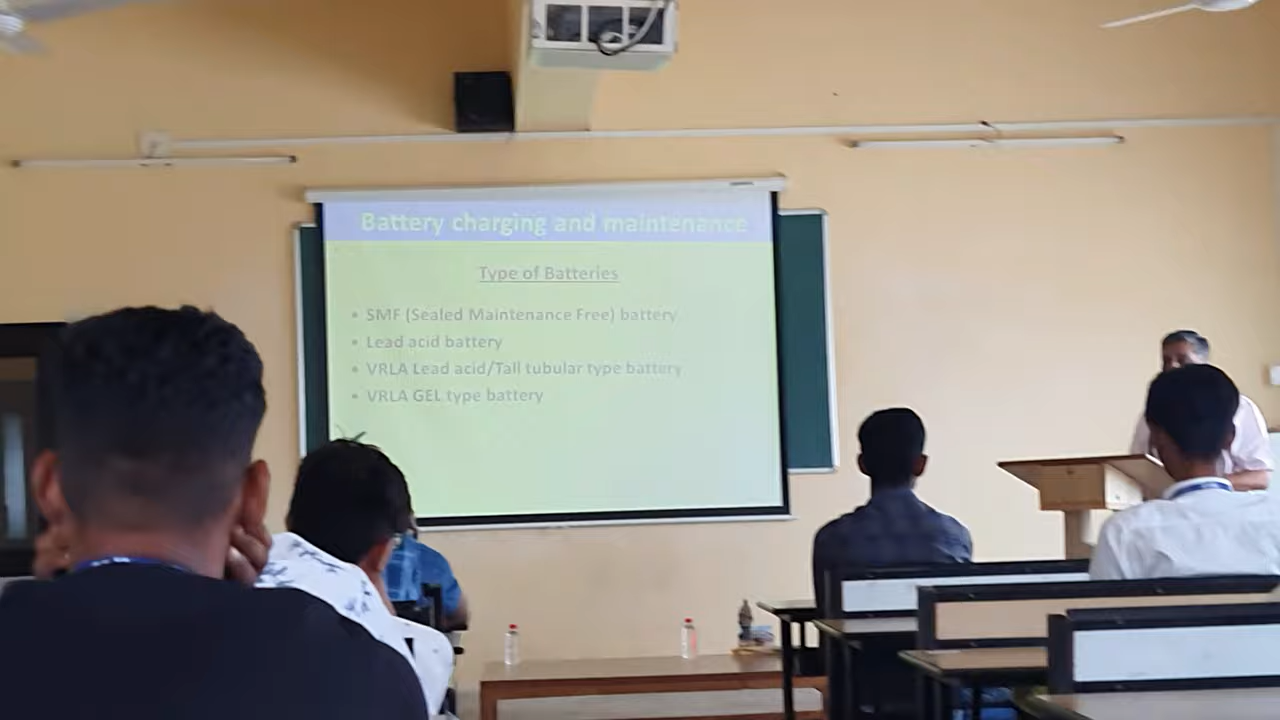 Battery charging and maintenance
Type of Batteries
• SMF (Sealed Maintenance Free) battery
• Lead acid battery
• VRLA Lead acid/Tall tubular type battery
• VRLA GEL type battery